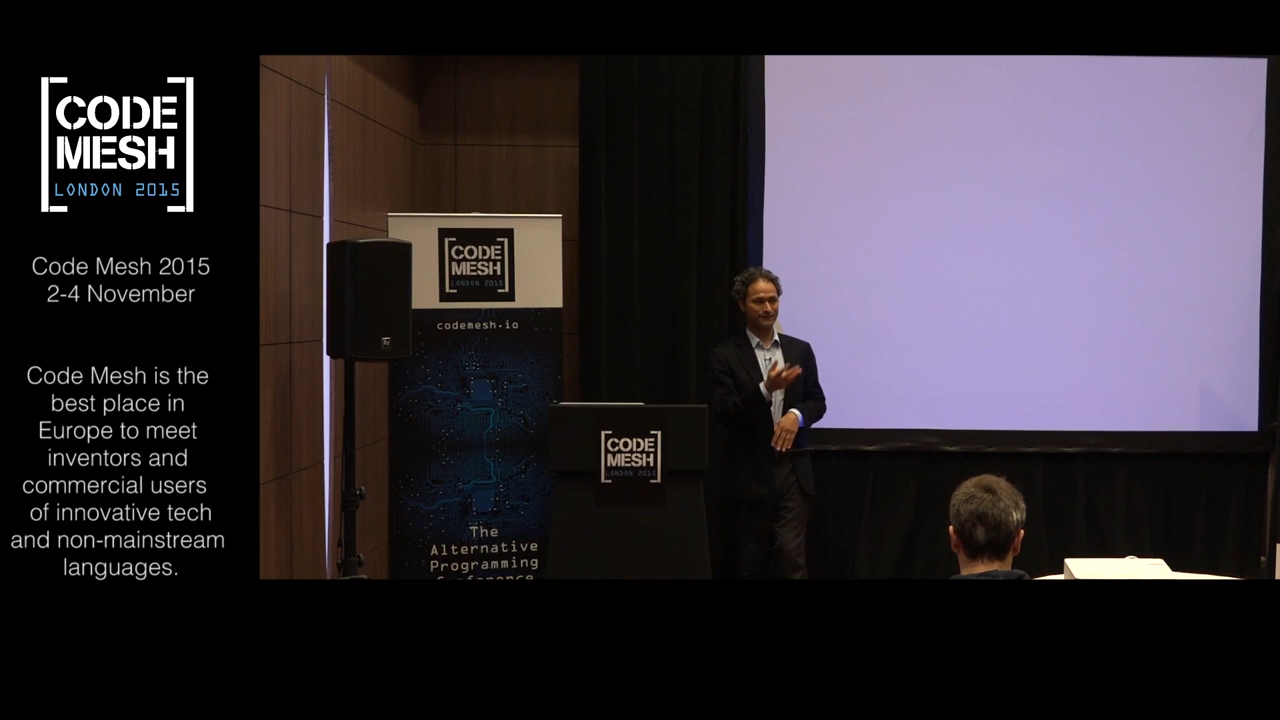 CODE
MESH
LONDON 2015
Code Mesh 2015
2-4 November
Code Mesh is the
best place in
Europe to meet
inventors and
commercial users
of innovative tech
and non-mainstream
languages.
CODE
MESH
LONDON 2015
codemesh.io
The
Alternative
Programming
Conference
CODE
MESH
LONDON 2015